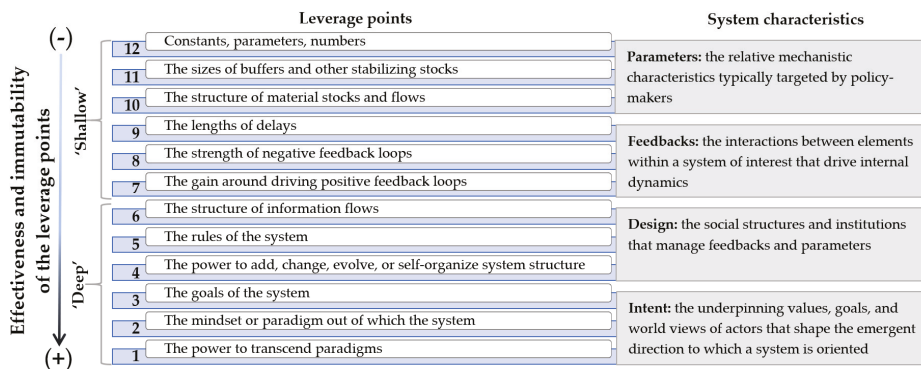 Leverage points
System characteristics
Effectiveness and immutability
of the leverage points
(-)
(+)
'Shallow'
'Deep'
12 Constants, parameters, numbers
11 The sizes of buffers and other stabilizing stocks
10 The structure of material stocks and flows
9 The lengths of delays
8 The strength of negative feedback loops
7 The gain around driving positive feedback loops
6 The structure of information flows
5 The rules of the system
4 The power to add, change, evolve, or self-organize system structure
3 The goals of the system
2 The mindset or paradigm out of which the system
1 The power to transcend paradigms
Parameters: the relative mechanistic
characteristics typically targeted by policy-
makers
Feedbacks: the interactions between elements
within a system of interest that drive internal
dynamics
Design: the social structures and institutions
that manage feedbacks and parameters
Intent: the underpinning values, goals, and
world views of actors that shape the emergent
direction to which a system is oriented